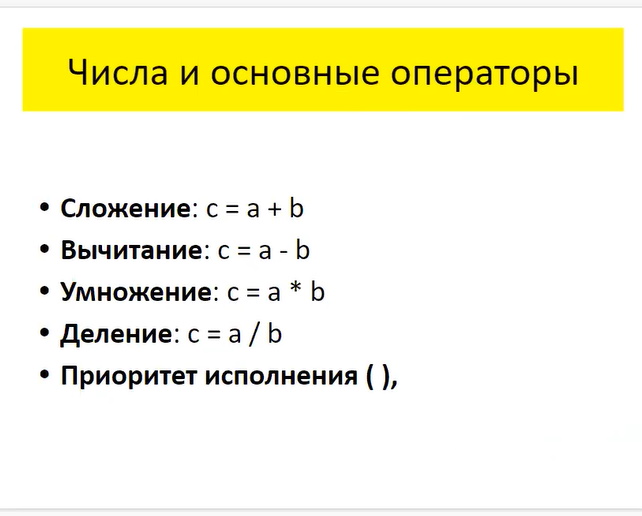 Числа и основные операторы
• Сложение: c = a + b
• Вычитание: c = a - b
• Умножение: c = a * b
• Деление: c = a / b
• Приоритет исполнения ( ),